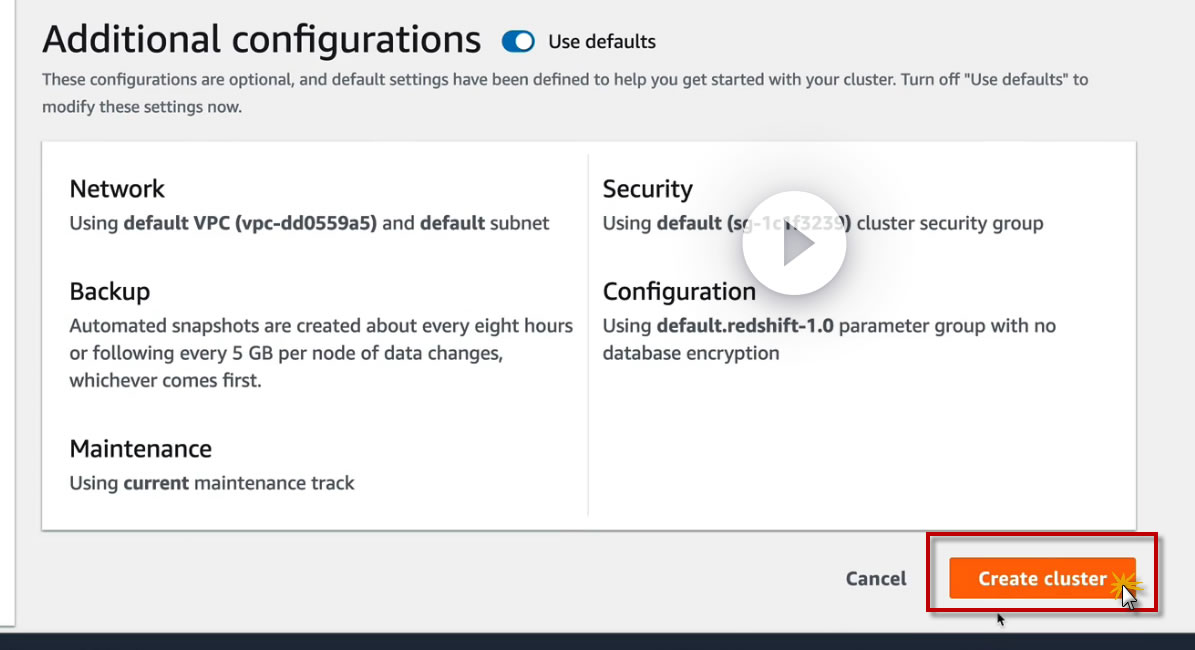 Additional configurations
Use defaults
These configurations are optional, and default settings have been defined to help you get started with your cluster. Turn off "Use defaults" to
modify these settings now.
Network
Using default VPC (vpc-dd0559a5) and default subnet
Backup
Automated snapshots are created about every eight hours
or following every 5 GB per node of data changes,
whichever comes first.
Maintenance
Using current maintenance track
Security
Using default (sg-1c1f3239) cluster security group
Configuration
Using default.redshift-1.0 parameter group with no
database encryption
Cancel
Create cluster